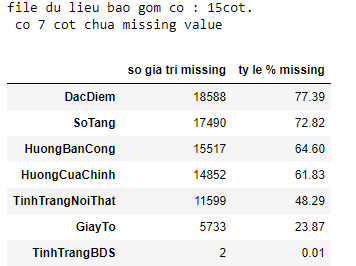 file du lieu bao gom co : 15cot.
co 7 cot chua missing value
so gia tri missing ty le % missing
DacDiem 18588 77.39
SoTang 17490 72.82
HuongBanCong 15517 64.60
HuongCuaChinh 14852 61.83
TinhTrangNoiThat 11599 48.29
GiayTo 5733 23.87
TinhTrangBDS 2 0.01